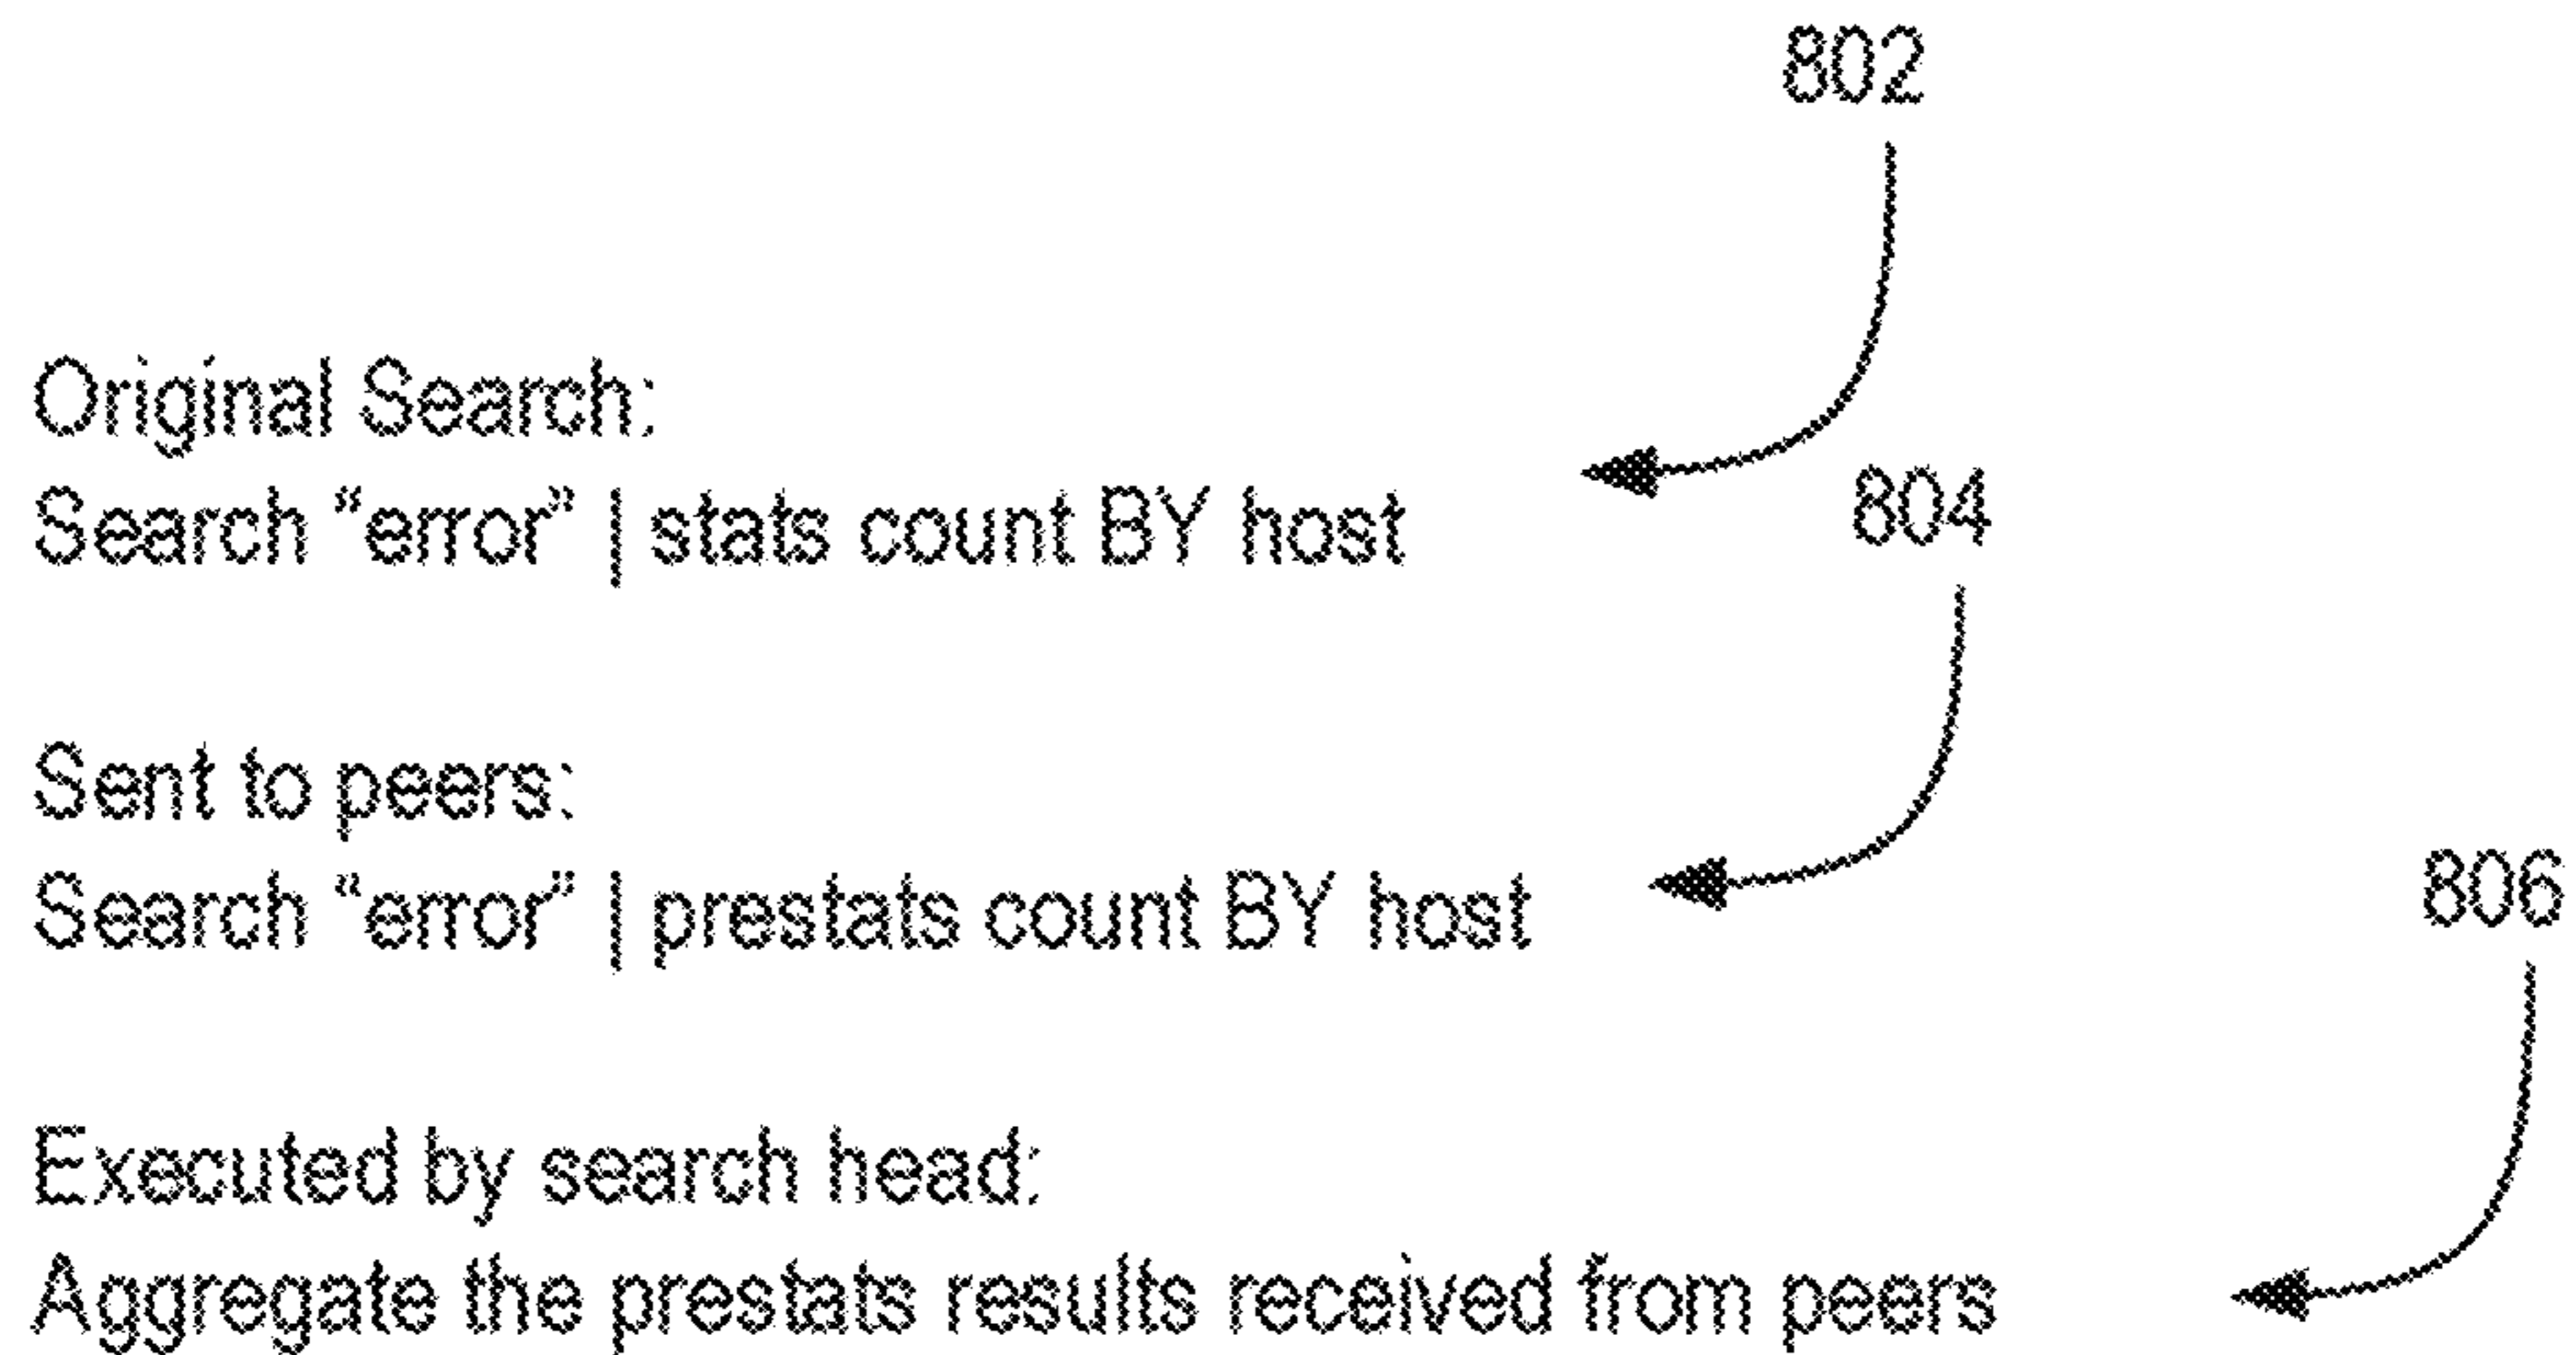 802
Original Search:
Search “error” | stats count BY host
804
Sent to peers:
Search “error” | prestats count BY host
806
Executed by search head:
Aggregate the prestats results received from peers